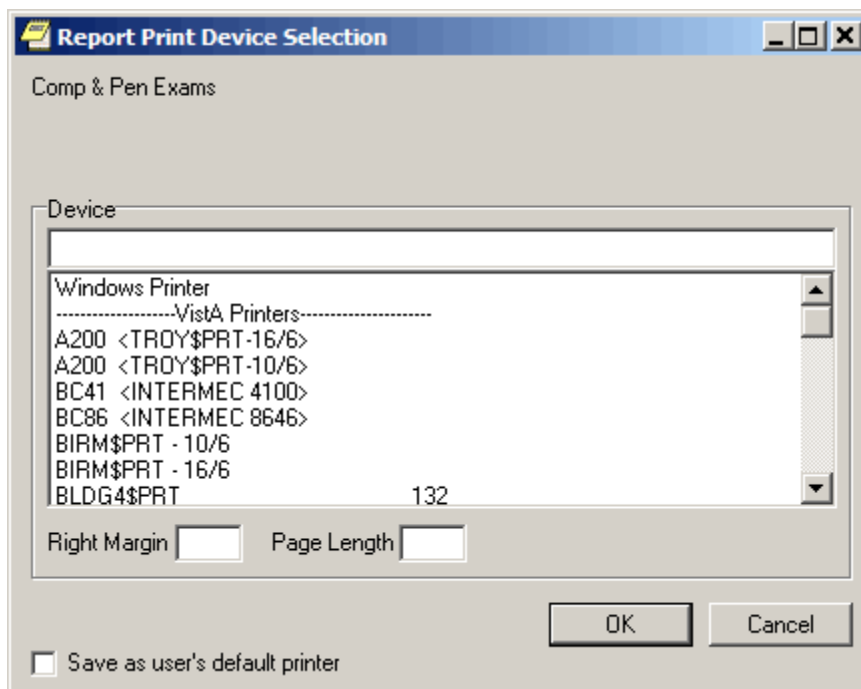 Report Print Device Selection
Comp & Pen Exams
Device
Windows Printer
--------------------VistA Printers----------------------
A200 <TROY$PRT-16/6>
A200 <TROY$PRT-10/6>
BC41 <INTERMEC 4100>
BC86 <INTERMEC 8646>
BIRM$PRT - 10/6
BIRM$PRT - 16/6
BLDG4$PRT 132
Right Margin Page Length
OK Cancel
Save as user's default printer